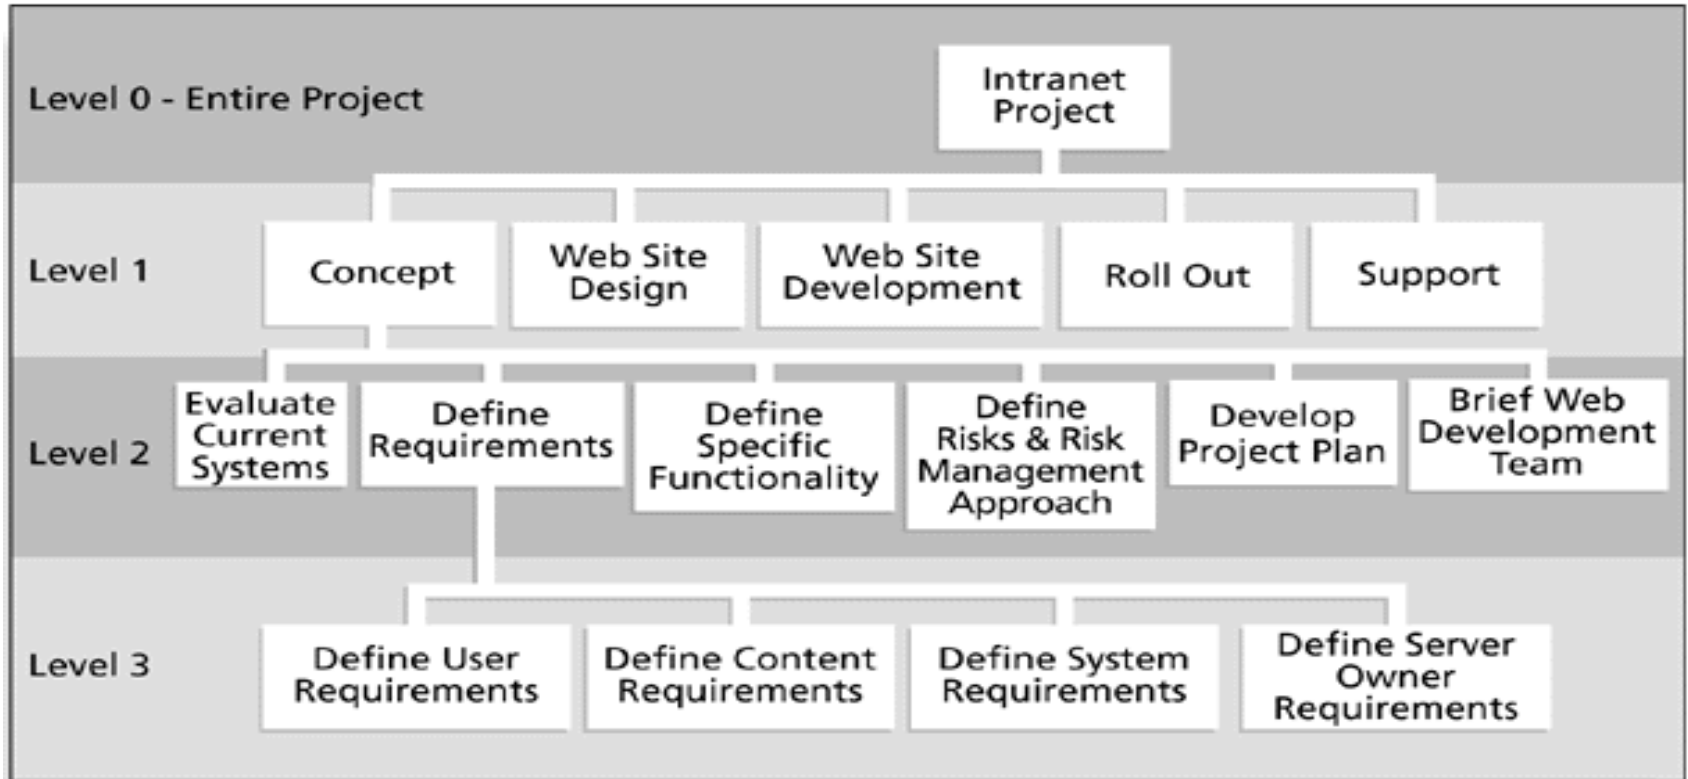 Level 0 - Entire Project
Intranet
Project
Level 1
Concept
Web Site
Design
Web Site
Development
Roll Out
Support
Level 2
Evaluate
Current
Systems
Define
Requirements
Define
Specific
Functionality
Define
Risks & Risk
Management
Approach
Develop
Project Plan
Brief Web
Development
Team
Level 3
Define User
Requirements
Define Content
Requirements
Define System
Requirements
Define Server
Owner
Requirements